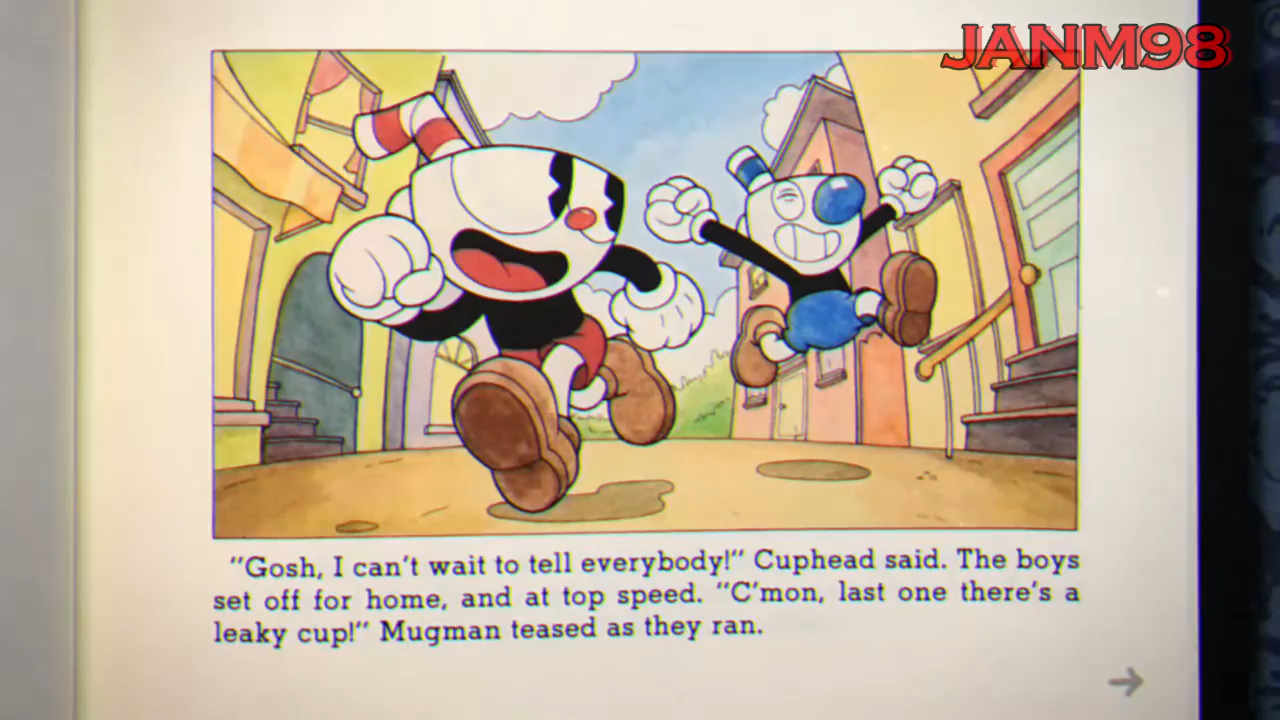 JANM98
"Gosh, I can't wait to tell everybody!" Cuphead said. The boys
set off for home, and at top speed. "C'mon, last one there's a
leaky cup!" Mugman teased as they ran.